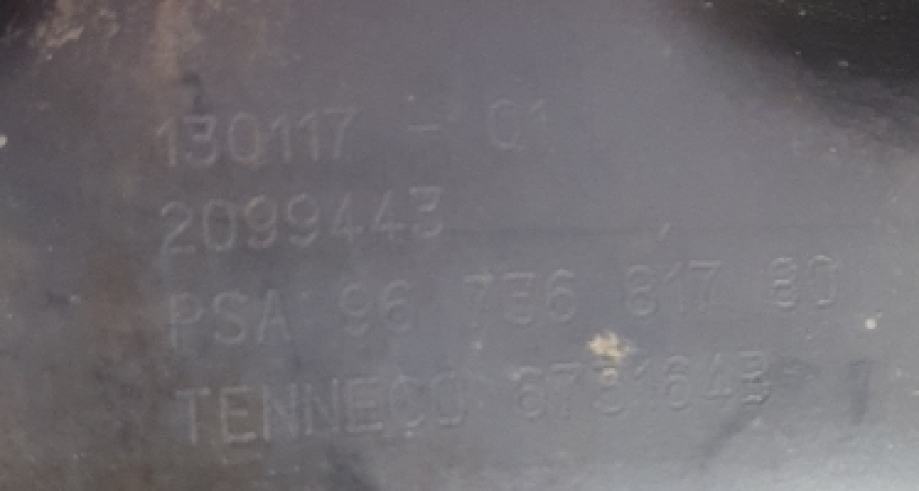 130117 - 01
2099443
PSA 96 736 817 80
TENNECO